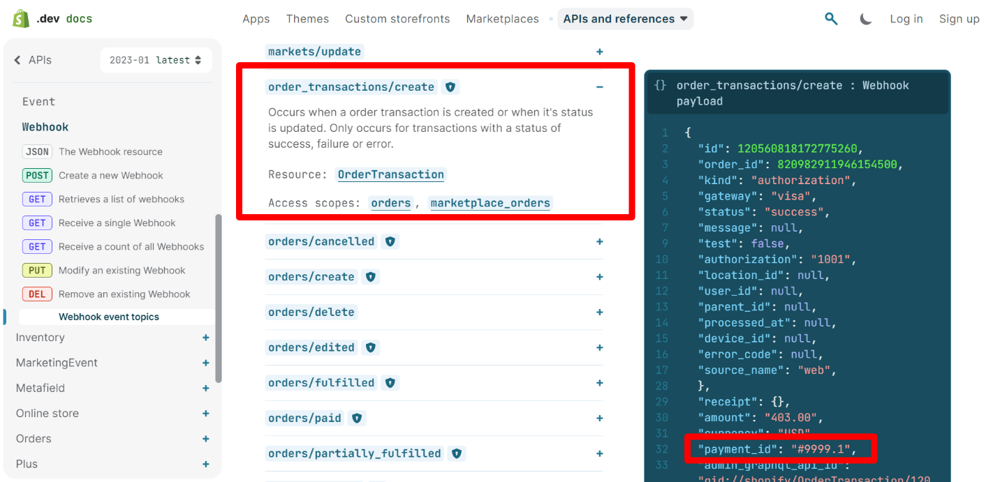 .dev docs
Apps Themes Custom storefronts Marketplaces APIs and references
Log in Sign up
APIs
2023-01 latest
Event
Webhook
JSON The Webhook resource
POST Create a new Webhook
GET Retrieves a list of webhooks
GET Receive a single Webhook
GET Receive a count of all Webhooks
PUT Modify an existing Webhook
DEL Remove an existing Webhook
Webhook event topics
Inventory +
MarketingEvent +
Metafield +
Online store +
Orders +
Plus +
markets/update +
order_transactions/create −
Occurs when a order transaction is created or when it's status
is updated. Only occurs for transactions with a status of
success, failure or error.
Resource: OrderTransaction
Access scopes: orders, marketplace_orders
orders/cancelled +
orders/create +
orders/delete +
orders/edited +
orders/fulfilled +
orders/paid +
orders/partially_fulfilled +
{} order_transactions/create : Webhook
payload
1 {
2 "id": 120560818172775260,
3 "order_id": 820982911946154500,
4 "kind": "authorization",
5 "gateway": "visa",
6 "status": "success",
7 "message": null,
9 "test": false,
10 "authorization": "1001",
11 "location_id": null,
12 "user_id": null,
13 "parent_id": null,
14 "processed_at": null,
15 "device_id": null,
16 "error_code": null,
17 "source_name": "web",
28 },
29 "receipt": {},
30 "amount": "403.00",
31 "currency": "USD"
32 "payment_id": "#9999.1",
33 "admin_graphql_api_id":
"gid://shopify/OrderTransaction/120